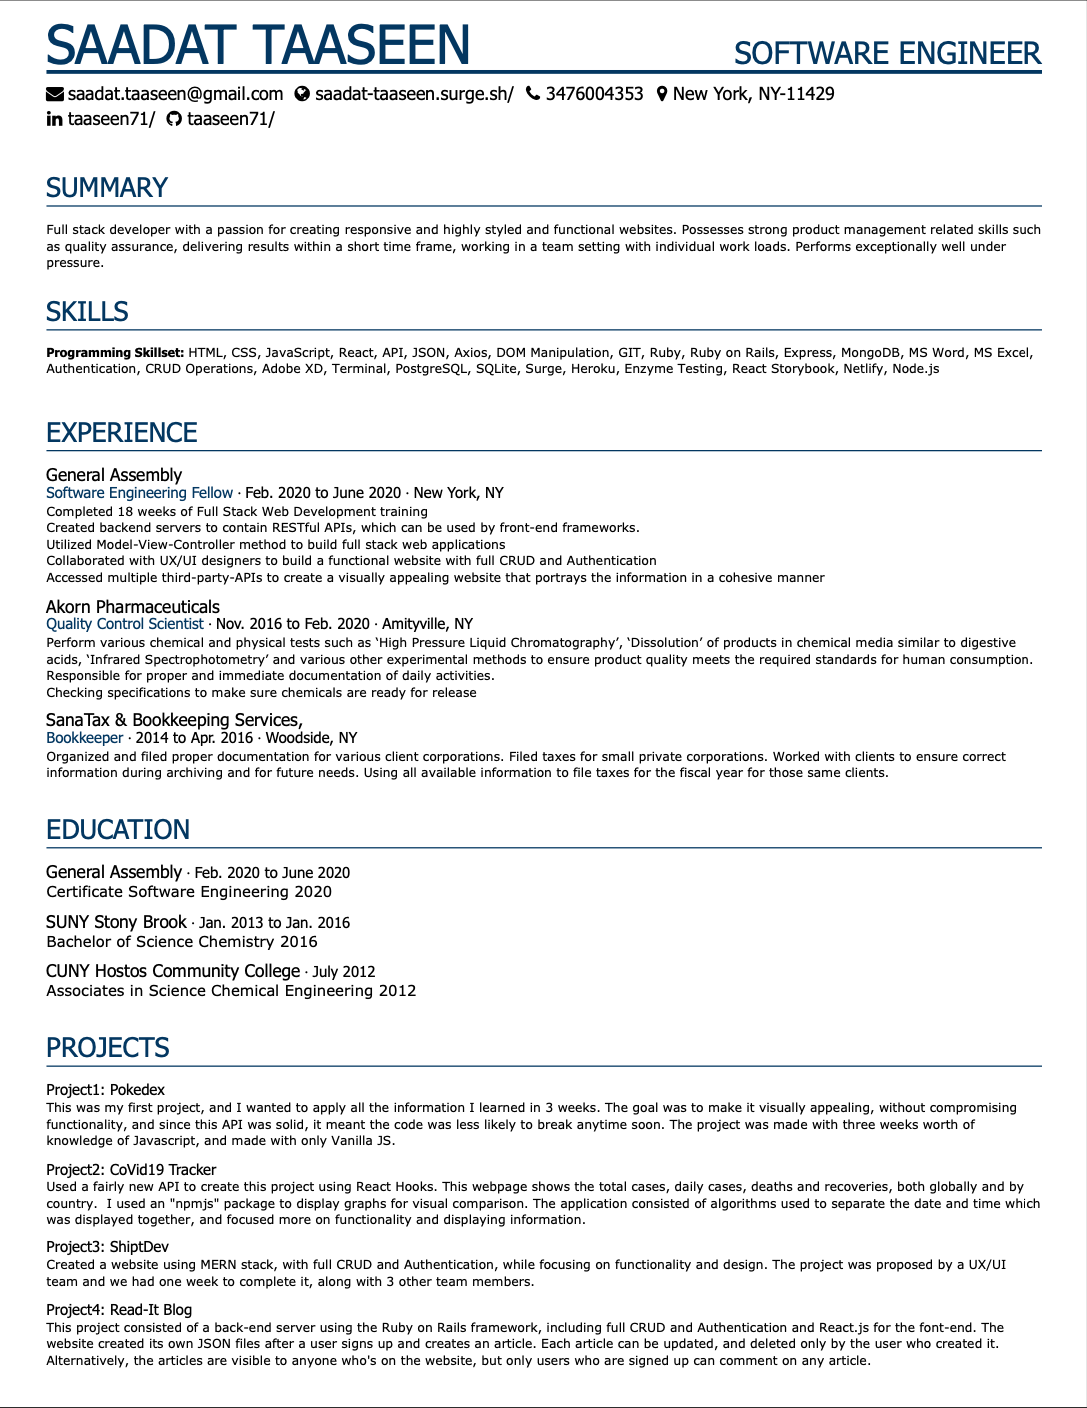 SAADAT TAASEEN
SOFTWARE ENGINEER
saadat.taaseen@gmail.com saadat-taaseen.surge.sh/ 3476004353 New York, NY-11429
taaseen71/ taaseen71/
SUMMARY
Full stack developer with a passion for creating responsive and highly styled and functional websites. Possesses strong product management related skills such
as quality assurance, delivering results within a short time frame, working in a team setting with individual work loads. Performs exceptionally well under
pressure.
SKILLS
Programming Skillset: HTML, CSS, JavaScript, React, API, JSON, Axios, DOM Manipulation, GIT, Ruby, Ruby on Rails, Express, MongoDB, MS Word, MS Excel,
Authentication, CRUD Operations, Adobe XD, Terminal, PostgreSQL, SQLite, Surge, Heroku, Enzyme Testing, React Storybook, Netlify, Node.js
EXPERIENCE
General Assembly
Software Engineering Fellow · Feb. 2020 to June 2020 · New York, NY
Completed 18 weeks of Full Stack Web Development training
Created backend servers to contain RESTful APIs, which can be used by front-end frameworks.
Utilized Model-View-Controller method to build full stack web applications
Collaborated with UX/UI designers to build a functional website with full CRUD and Authentication
Accessed multiple third-party-APIs to create a visually appealing website that portrays the information in a cohesive manner
Akorn Pharmaceuticals
Quality Control Scientist · Nov. 2016 to Feb. 2020 · Amityville, NY
Perform various chemical and physical tests such as ‘High Pressure Liquid Chromatography’, ‘Dissolution’ of products in chemical media similar to digestive
acids, ‘Infrared Spectrophotometry’ and various other experimental methods to ensure product quality meets the required standards for human consumption.
Responsible for proper and immediate documentation of daily activities.
Checking specifications to make sure chemicals are ready for release
SanaTax & Bookkeeping Services,
Bookkeeper · 2014 to Apr. 2016 · Woodside, NY
Organized and filed proper documentation for various client corporations. Filed taxes for small private corporations. Worked with clients to ensure correct
information during archiving and for future needs. Using all available information to file taxes for the fiscal year for those same clients.
EDUCATION
General Assembly · Feb. 2020 to June 2020
Certificate Software Engineering 2020
SUNY Stony Brook · Jan. 2013 to Jan. 2016
Bachelor of Science Chemistry 2016
CUNY Hostos Community College · July 2012
Associates in Science Chemical Engineering 2012
PROJECTS
Project1: Pokedex
This was my first project, and I wanted to apply all the information I learned in 3 weeks. The goal was to make it visually appealing, without compromising
functionality, and since this API was solid, it meant the code was less likely to break anytime soon. The project was made with three weeks worth of
knowledge of Javascript, and made with only Vanilla JS.
Project2: CoVid19 Tracker
Used a fairly new API to create this project using React Hooks. This webpage shows the total cases, daily cases, deaths and recoveries, both globally and by
country.  I used an "npmjs" package to display graphs for visual comparison. The application consisted of algorithms used to separate the date and time which
was displayed together, and focused more on functionality and displaying information.
Project3: ShiptDev
Created a website using MERN stack, with full CRUD and Authentication, while focusing on functionality and design. The project was proposed by a UX/UI
team and we had one week to complete it, along with 3 other team members.
Project4: Read-It Blog
This project consisted of a back-end server using the Ruby on Rails framework, including full CRUD and Authentication and React.js for the font-end. The
website created its own JSON files after a user signs up and creates an article. Each article can be updated, and deleted only by the user who created it.
Alternatively, the articles are visible to anyone who's on the website, but only users who are signed up can comment on any article.